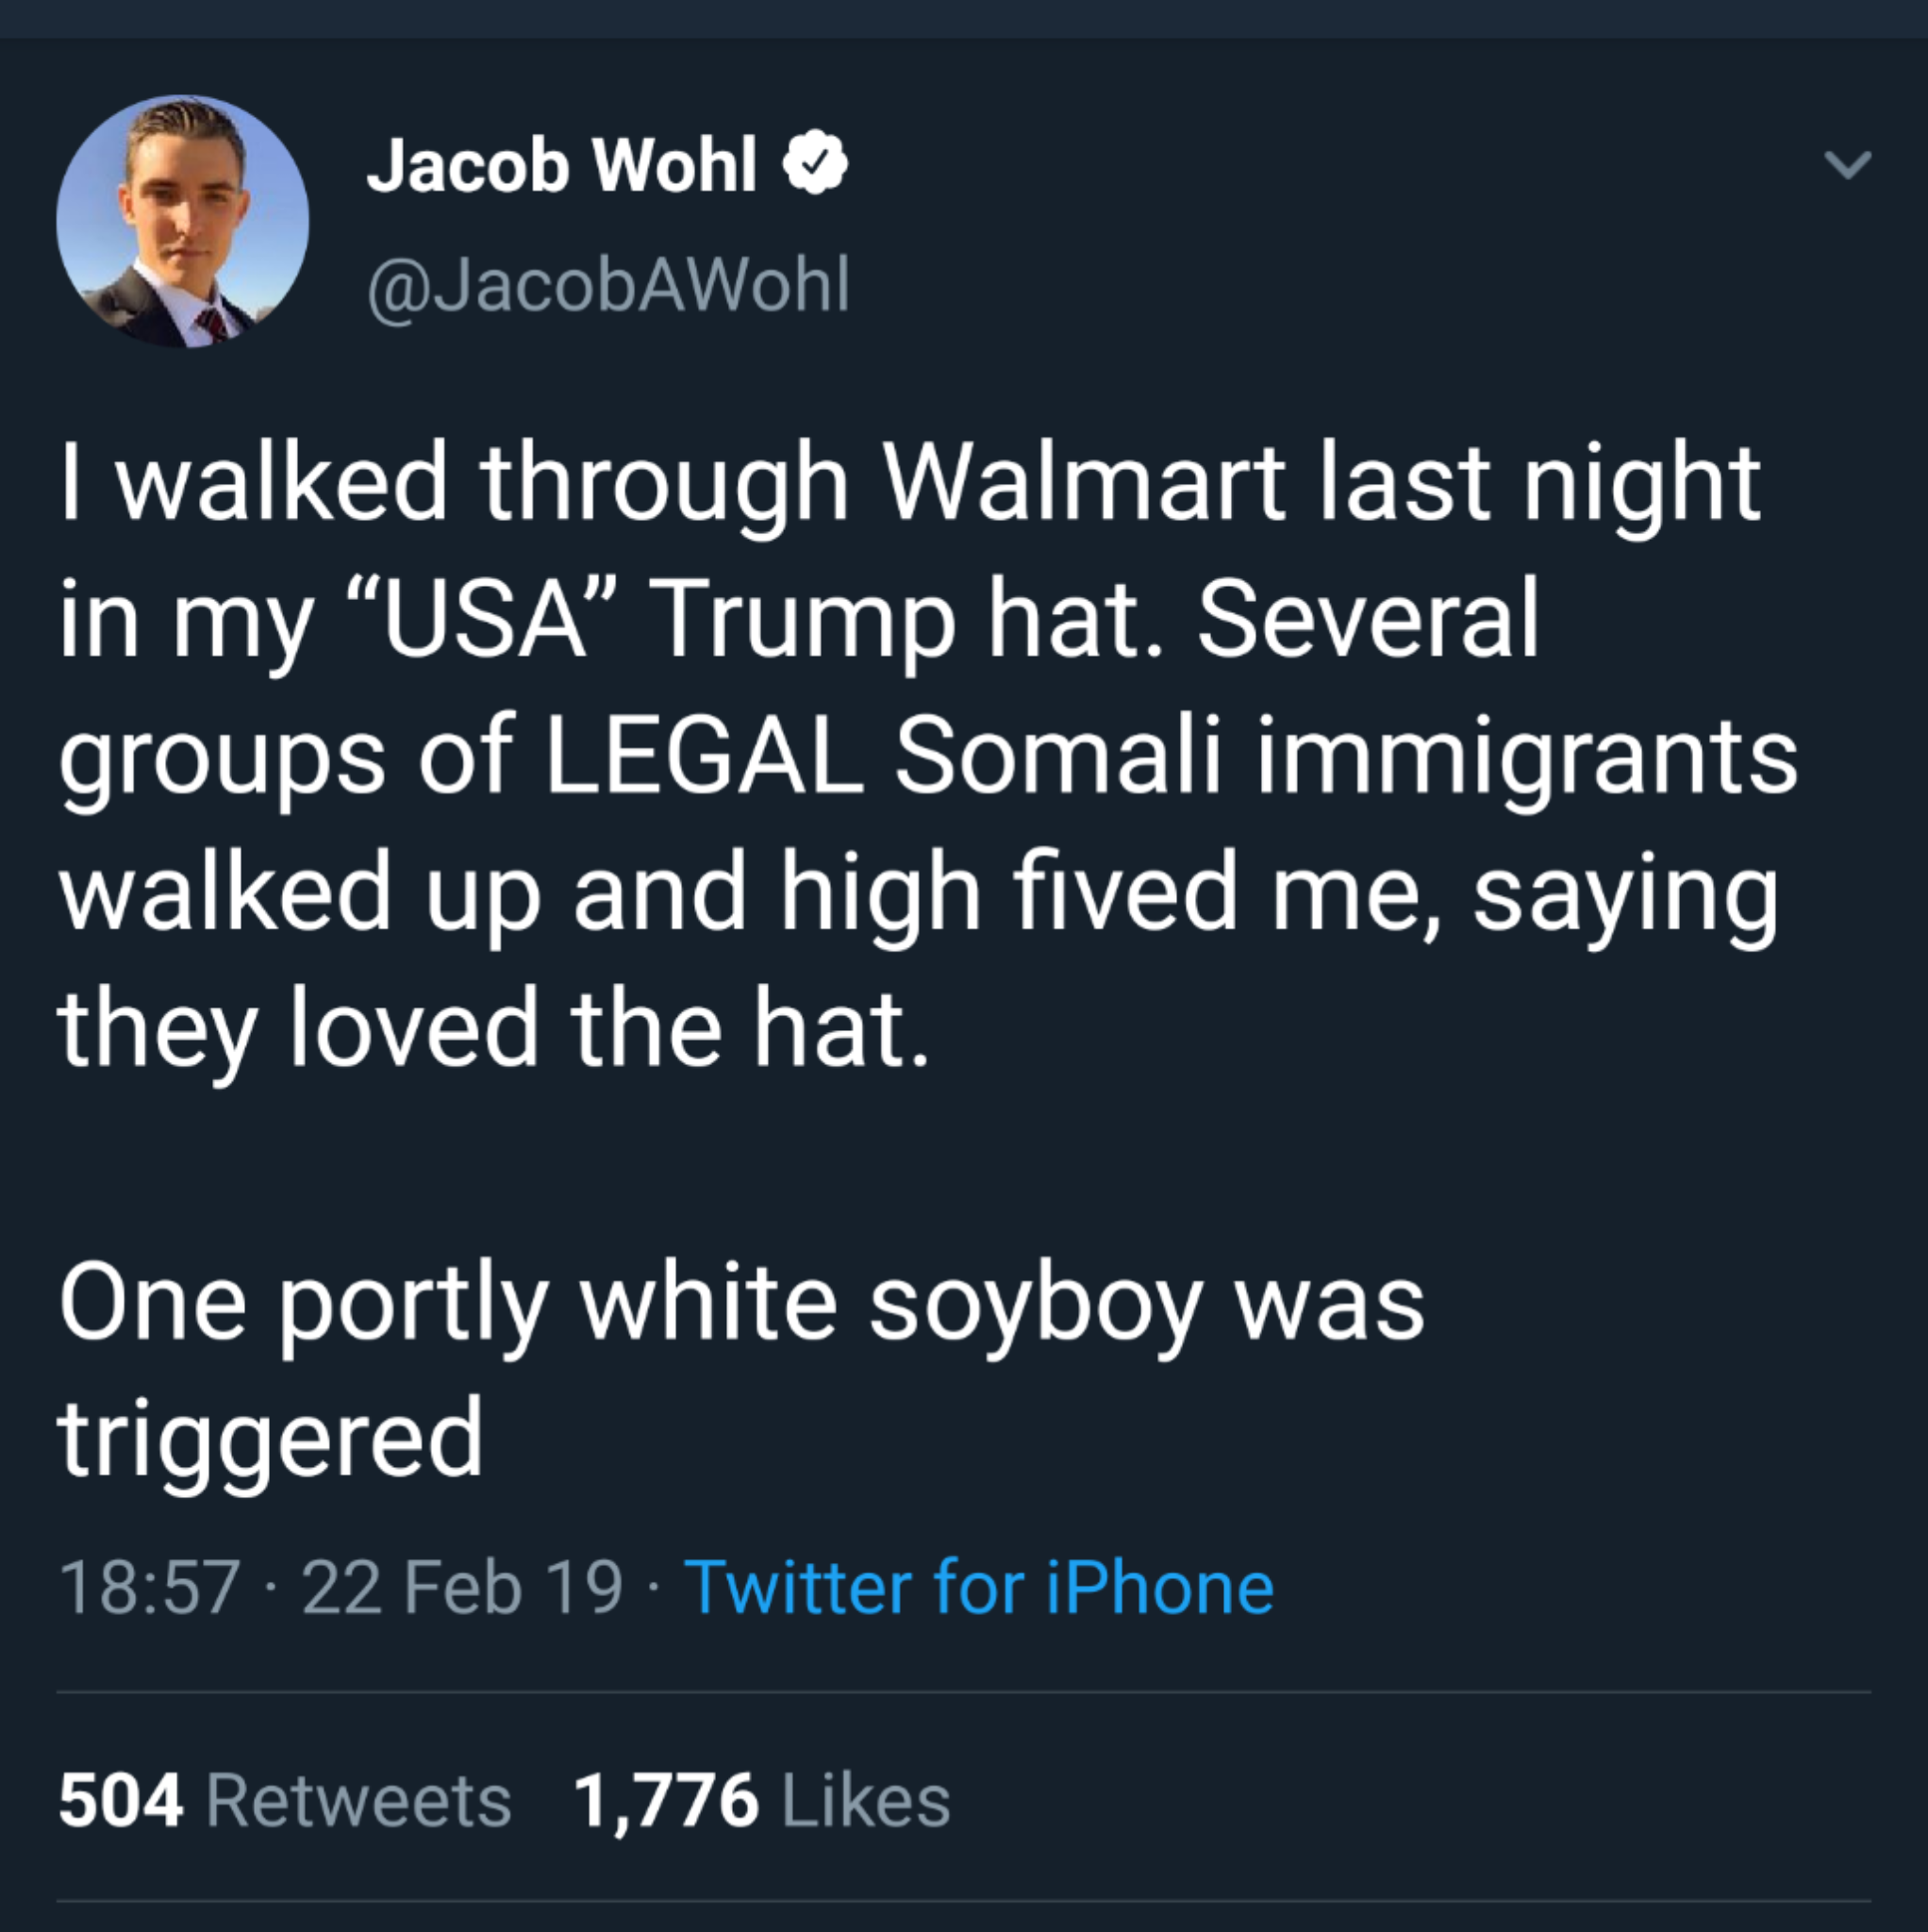 Jacob Wohl
@JacobAWohl
I walked through Walmart last night
in my “USA” Trump hat. Several
groups of LEGAL Somali immigrants
walked up and high fived me, saying
they loved the hat.
One portly white soyboy was
triggered
18:57 · 22 Feb 19 · Twitter for iPhone
504 Retweets 1,776 Likes